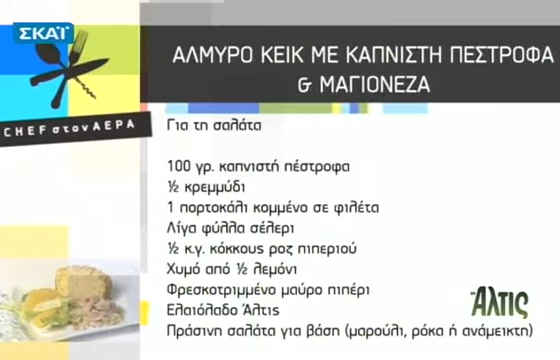 ΣΚΑΪ
ΑΛΜΥΡΟ ΚΕΙΚ ΜΕ ΚΑΠΝΙΣΤΗ ΠΕΣΤΡΟΦΑ
& ΜΑΓΙΟΝΕΖΑ
CHEF στον ΑΕΡΑ
Για τη σαλάτα
100 γρ. καπνιστή πέστροφα
½ κρεμμύδι
1 πορτοκάλι κομμένο σε φιλέτα
Λίγα φύλλα σέλερι
½ κ.γ. κόκκους ροζ πιπεριού
Χυμό από ½ λεμόνι
Φρεσκοτριμμένο μαύρο πιπέρι
Ελαιόλαδο Άλτις
Άλτις
Πράσινη σαλάτα για βάση (μαρούλι, ρόκα ή ανάμεικτη)